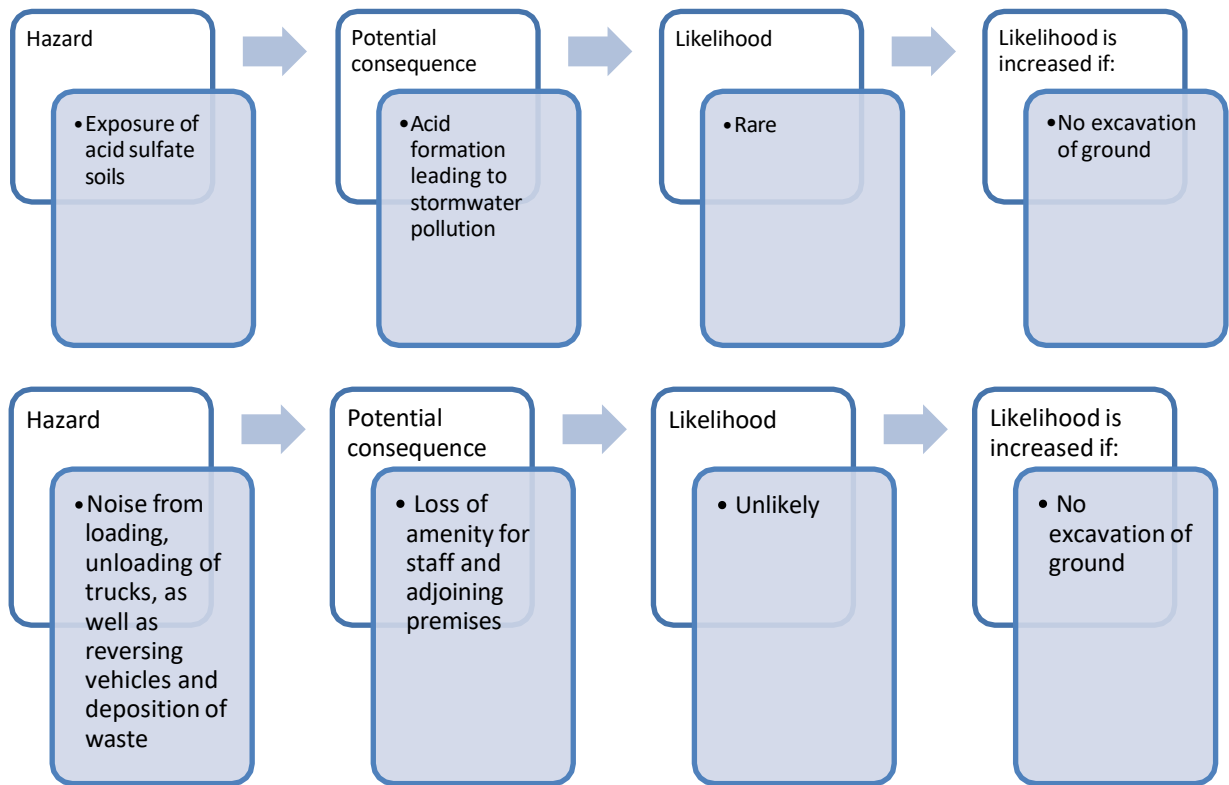 Hazard
•Exposure of
acid sulfate
soils
Potential
consequence
•Acid
formation
leading to
stormwater
pollution
Likelihood
•Rare
Likelihood is
increased if:
•No excavation
of ground
Hazard
•Noise from
loading,
unloading of
trucks, as
well as
reversing
vehicles and
deposition of
waste
Potential
consequence
• Loss of
amenity for
staff and
adjoining
premises
Likelihood
• Unlikely
Likelihood is
increased if:
• No
excavation of
ground